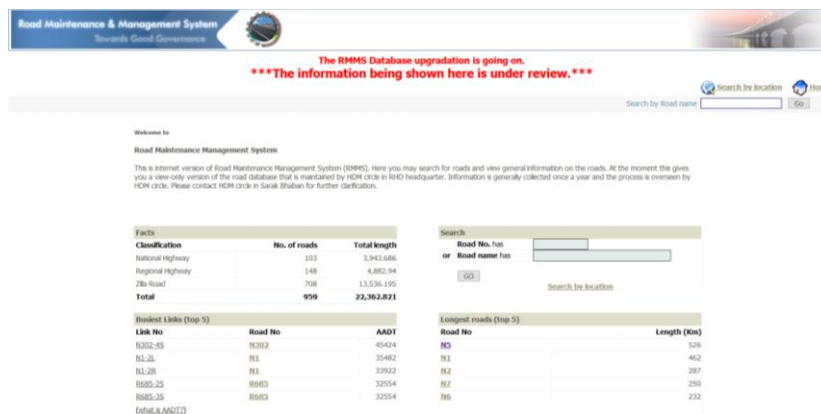 Road Maintenance & Management System
Towards Good Governance
The RMMS Database upgradation is going on.
***The information being shown here is under review.***
Search by location Ho
Search by Road name Go
Welcome to
Road Maintenance Management System
This is internet version of Road Maintenance Management System (RMMS). Here you may search for roads and view general information on the roads. At the moment this gives
you a view-only version of the road database that is maintained by HDM circle in RHD headquarter. Information is generally collected once a year and the process is overseen by
HDM circle. Please contact HDM circle in Sarak Bhaban for further clarification.
Facts
Classification No. of roads Total length
National Highway 103 3,943.686
Regional Highway 148 4,882.94
Zilla Road 708 13,536.195
Total 959 22,362.821
Search
Road No. has
or Road name has
GO
Search by location
Busiest Links (top 5)
Link No Road No AADT
N302-4S N302 45424
N1-2L N1 35482
N1-2R N1 33922
R685-2S R685 32554
R685-3S R685 32554
(what is AADT?)
Longest roads (top 5)
Road No Length (Km)
N5 526
N1 462
N2 287
N7 250
N6 232